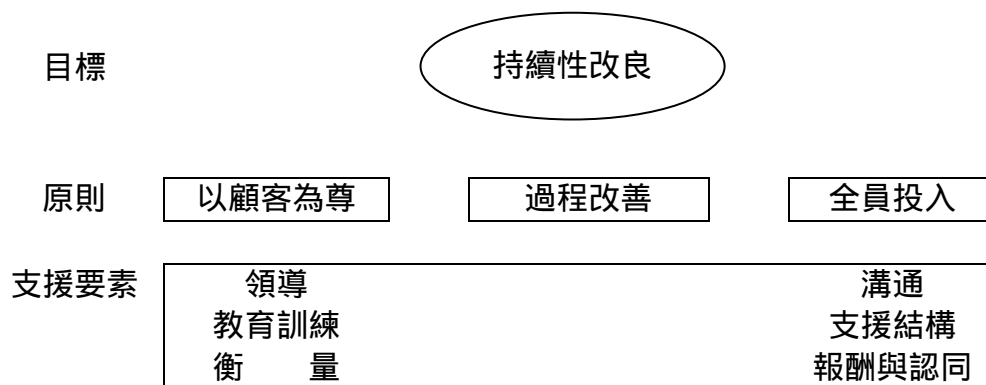 目標 持續性改良
原則 以顧客為尊 過程改善 全員投入
支援要素 領導 溝通
教育訓練 支援結構
衡 量 報酬與認同